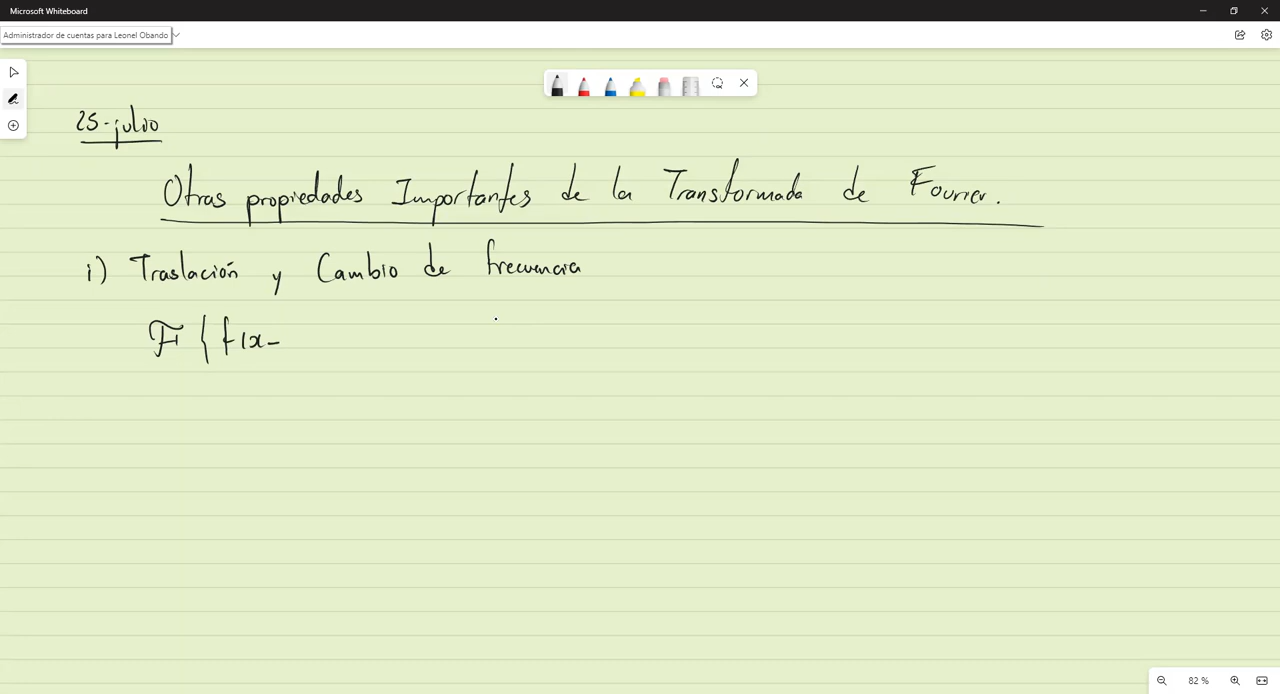 Microsoft Whiteboard
Administrador de cuentas para Leonel Obando
25-julio
Otras propiedades Importantes de la Transformada de Fourier.
i) Traslación y Cambio de frecuencia
ℱ { f(x-
82 %